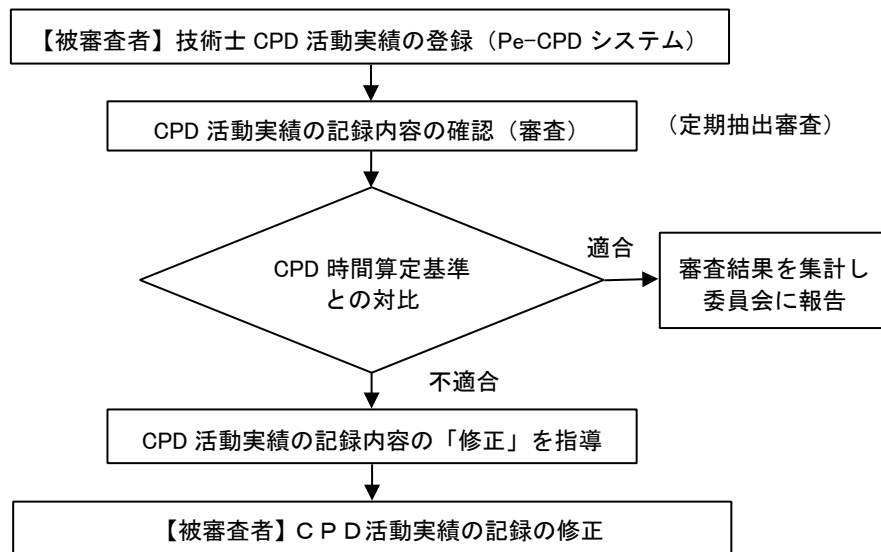 【被審査者】技術士 CPD 活動実績の登録（Pe-CPD システム）
CPD 活動実績の記録内容の確認（審査）
（定期抽出審査）
CPD 時間算定基準
との対比
適合
審査結果を集計し
委員会に報告
不適合
CPD 活動実績の記録内容の「修正」を指導
【被審査者】ＣＰＤ活動実績の記録の修正